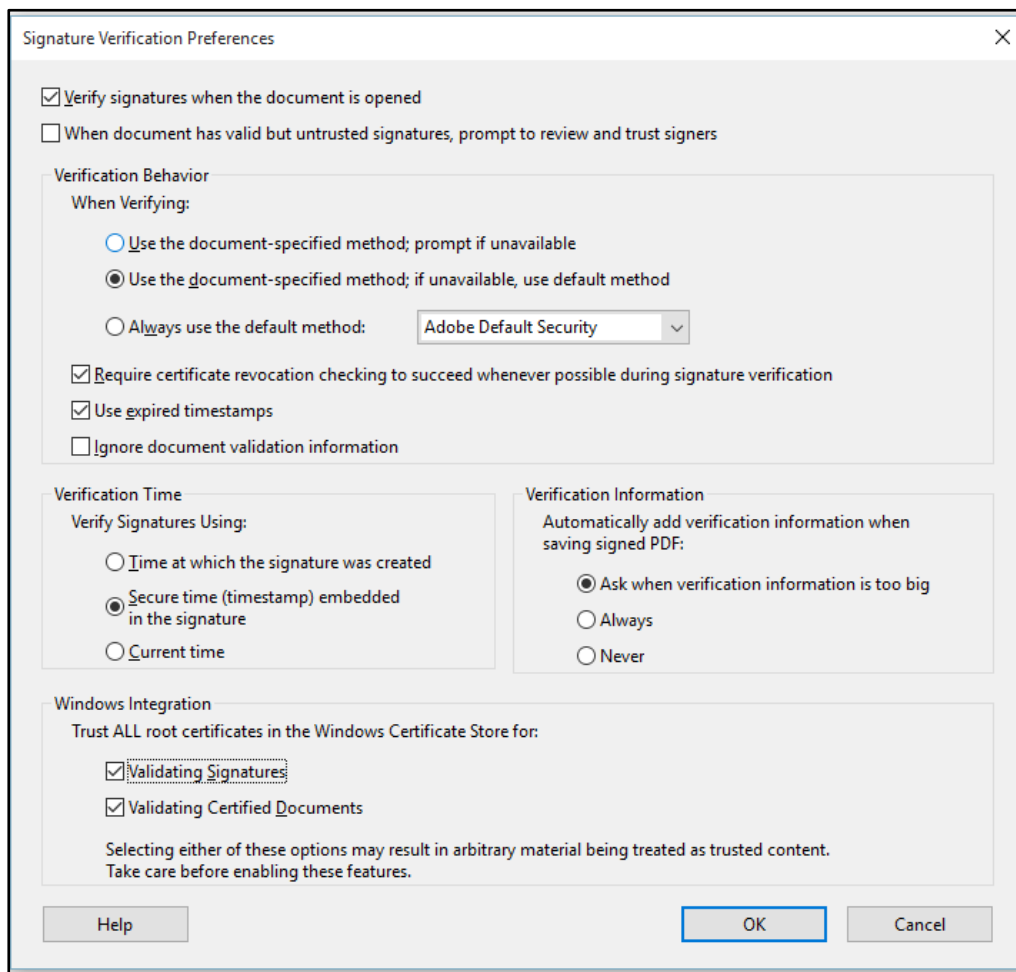 Signature Verification Preferences
Verify signatures when the document is opened
When document has valid but untrusted signatures, prompt to review and trust signers
Verification Behavior
When Verifying:
Use the document-specified method; prompt if unavailable
Use the document-specified method; if unavailable, use default method
Always use the default method: Adobe Default Security
Require certificate revocation checking to succeed whenever possible during signature verification
Use expired timestamps
Ignore document validation information
Verification Time
Verify Signatures Using:
Time at which the signature was created
Secure time (timestamp) embedded
in the signature
Current time
Verification Information
Automatically add verification information when
saving signed PDF:
Ask when verification information is too big
Always
Never
Windows Integration
Trust ALL root certificates in the Windows Certificate Store for:
Validating Signatures
Validating Certified Documents
Selecting either of these options may result in arbitrary material being treated as trusted content.
Take care before enabling these features.
Help
OK
Cancel